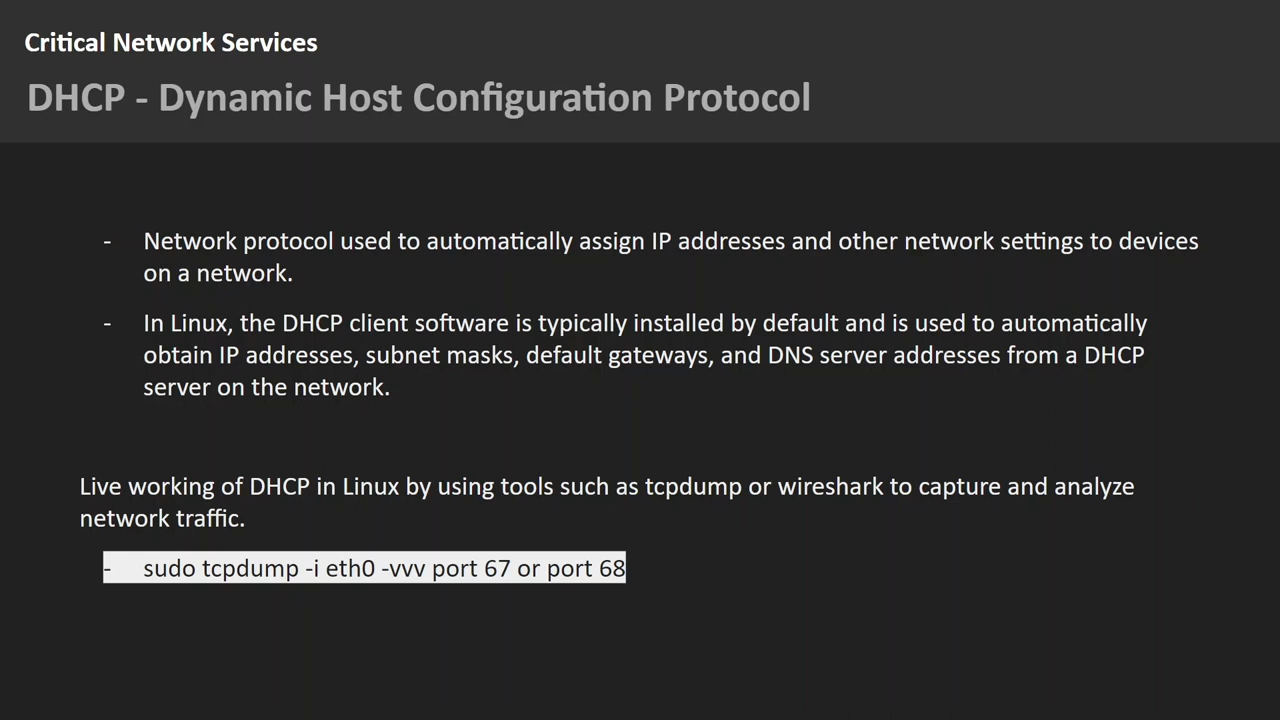 Critical Network Services
DHCP - Dynamic Host Configuration Protocol
- Network protocol used to automatically assign IP addresses and other network settings to devices
on a network.
- In Linux, the DHCP client software is typically installed by default and is used to automatically
obtain IP addresses, subnet masks, default gateways, and DNS server addresses from a DHCP
server on the network.
Live working of DHCP in Linux by using tools such as tcpdump or wireshark to capture and analyze
network traffic.
- sudo tcpdump -i eth0 -vvv port 67 or port 68